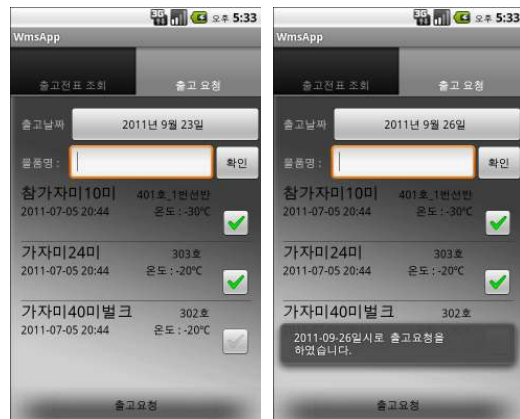 3G
오후 5:33
WmsApp
출고전표 조회
출고 요청
출고날짜
2011년 9월 23일
물품명 :
확인
참가자미10미
401호_1번선반
2011-07-05 20:44
온도 : -30℃
가자미24미
303호
2011-07-05 20:44
온도 : -20℃
가자미40미벌크
302호
2011-07-05 20:44
온도 : -20℃
출고요청
3G
오후 5:33
WmsApp
출고전표 조회
출고 요청
출고날짜
2011년 9월 26일
물품명 :
확인
참가자미10미
401호_1번선반
2011-07-05 20:44
온도 : -30℃
가자미24미
303호
2011-07-05 20:44
온도 : -20℃
가자미40미벌크
302호
2011-09-26일시로 출고요청을
하였습니다.
출고요청